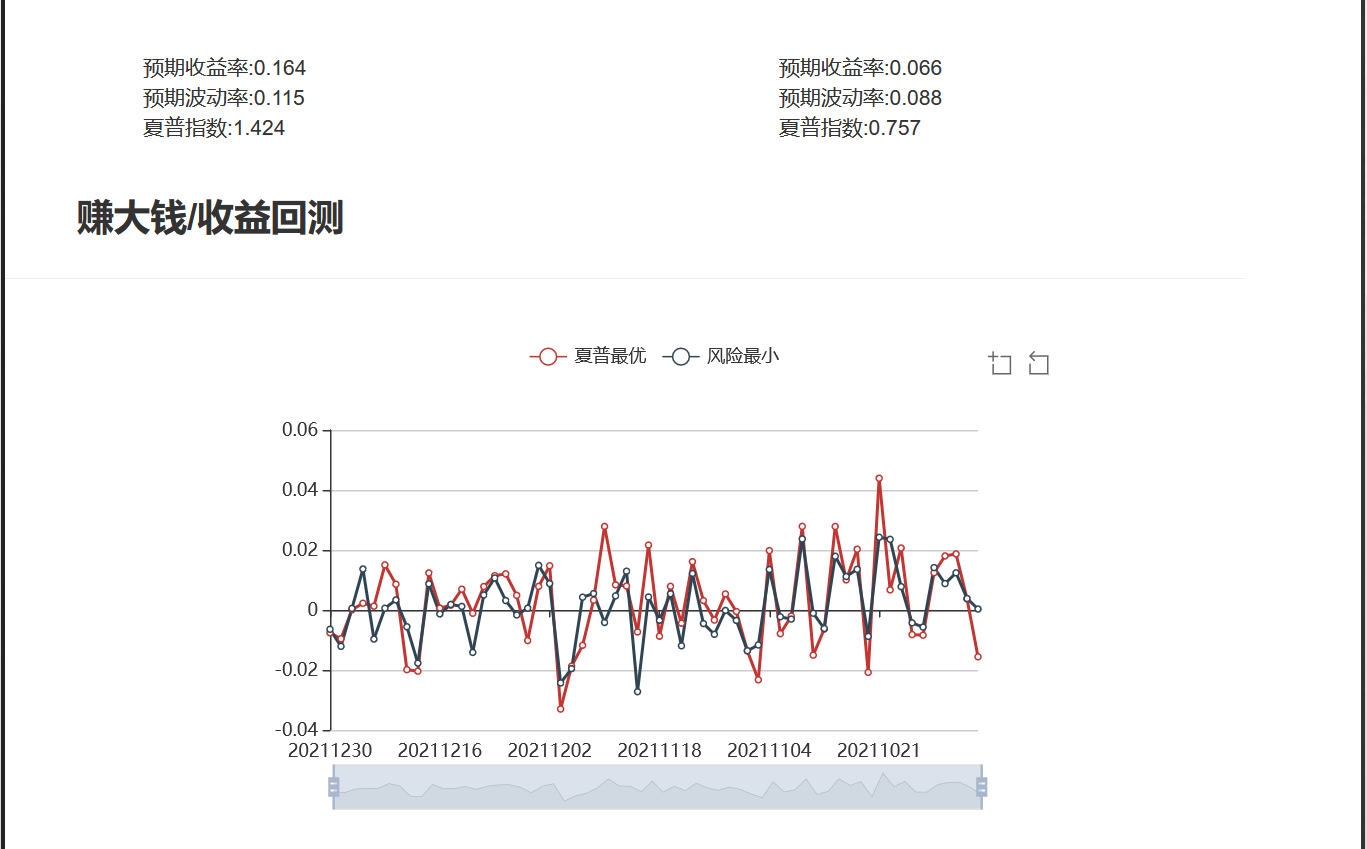 预期收益率:0.164
预期波动率:0.115
夏普指数:1.424
预期收益率:0.066
预期波动率:0.088
夏普指数:0.757
赚大钱/收益回测
夏普最优 风险最小
0.06
0.04
0.02
0
-0.02
-0.04
20211230 20211216 20211202 20211118 20211104 20211021